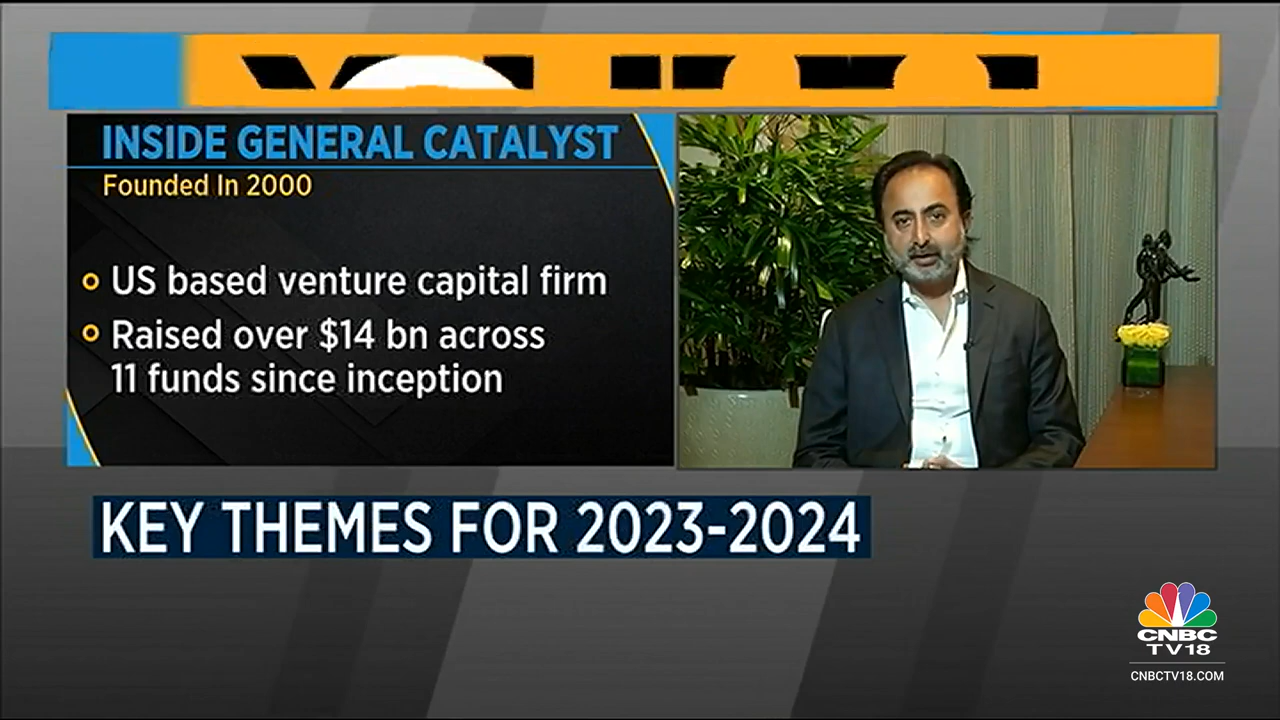 INSIDE GENERAL CATALYST
Founded In 2000
US based venture capital firm
Raised over $14 bn across
11 funds since inception
KEY THEMES FOR 2023-2024
CNBC
TV18
CNBCTV18.COM